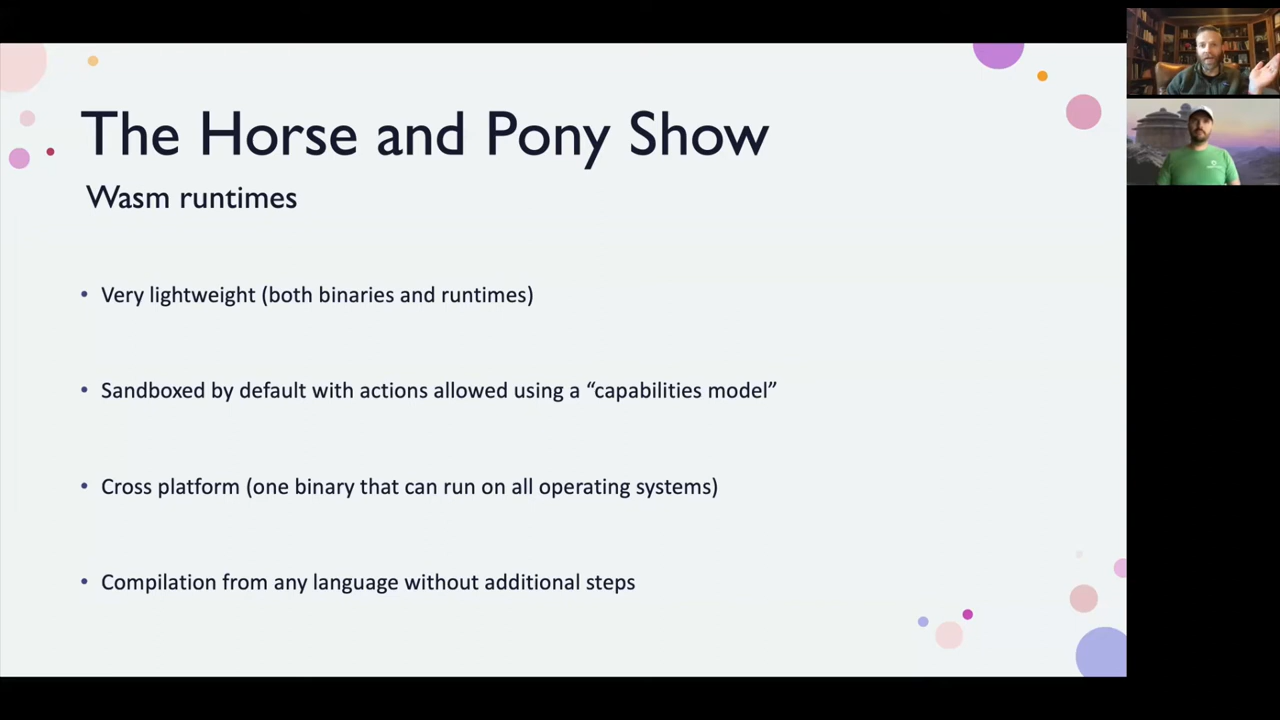 The Horse and Pony Show
Wasm runtimes
• Very lightweight (both binaries and runtimes)
• Sandboxed by default with actions allowed using a “capabilities model”
• Cross platform (one binary that can run on all operating systems)
• Compilation from any language without additional steps